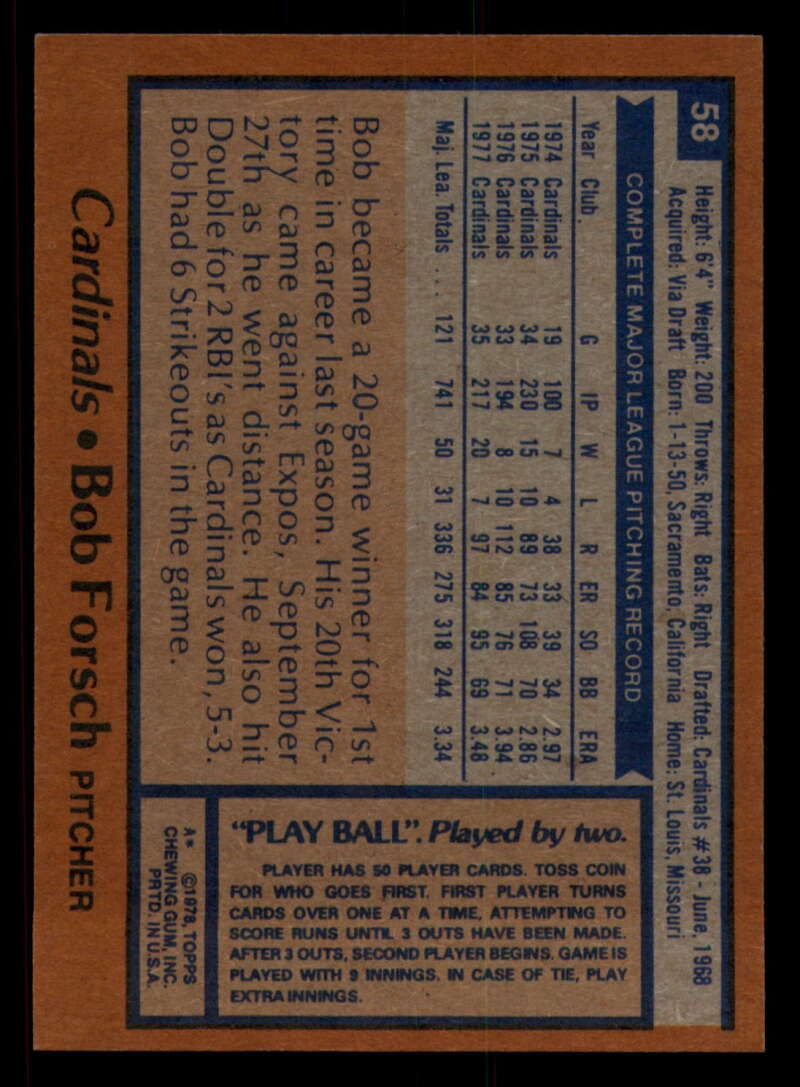 58
Height: 6'4" Weight: 200 Throws: Right Bats: Right Drafted: Cardinals #38 - June, 1968
Acquired: Via Draft Born: 1-13-50, Sacramento, California Home: St. Louis, Missouri
COMPLETE MAJOR LEAGUE PITCHING RECORD
Year Club G IP W L R ER SO BB ERA
1974 Cardinals 19 100 7 4 38 33 39 34 2.97
1975 Cardinals 34 230 15 10 89 73 108 70 2.86
1976 Cardinals 33 194 8 10 112 85 76 71 3.94
1977 Cardinals 35 217 20 7 97 84 95 69 3.48
Maj. Lea. Totals ... 121 741 50 31 336 275 318 244 3.34
Bob became a 20-game winner for 1st
time in career last season. His 20th Vic-
tory came against Expos, September
27th as he went distance. He also hit
Double for 2 RBI's as Cardinals won, 5-3.
Bob had 6 Strikeouts in the game.
Cardinals • Bob Forsch PITCHER
"PLAY BALL". Played by two.
PLAYER HAS 50 PLAYER CARDS. TOSS COIN
FOR WHO GOES FIRST. FIRST PLAYER TURNS
CARDS OVER ONE AT A TIME, ATTEMPTING TO
SCORE RUNS UNTIL 3 OUTS HAVE BEEN MADE.
AFTER 3 OUTS, SECOND PLAYER BEGINS. GAME IS
PLAYED WITH 9 INNINGS. IN CASE OF TIE, PLAY
EXTRA INNINGS.
A* ©1978, TOPPS
CHEWING GUM, INC.
PRTD. IN U.S.A.